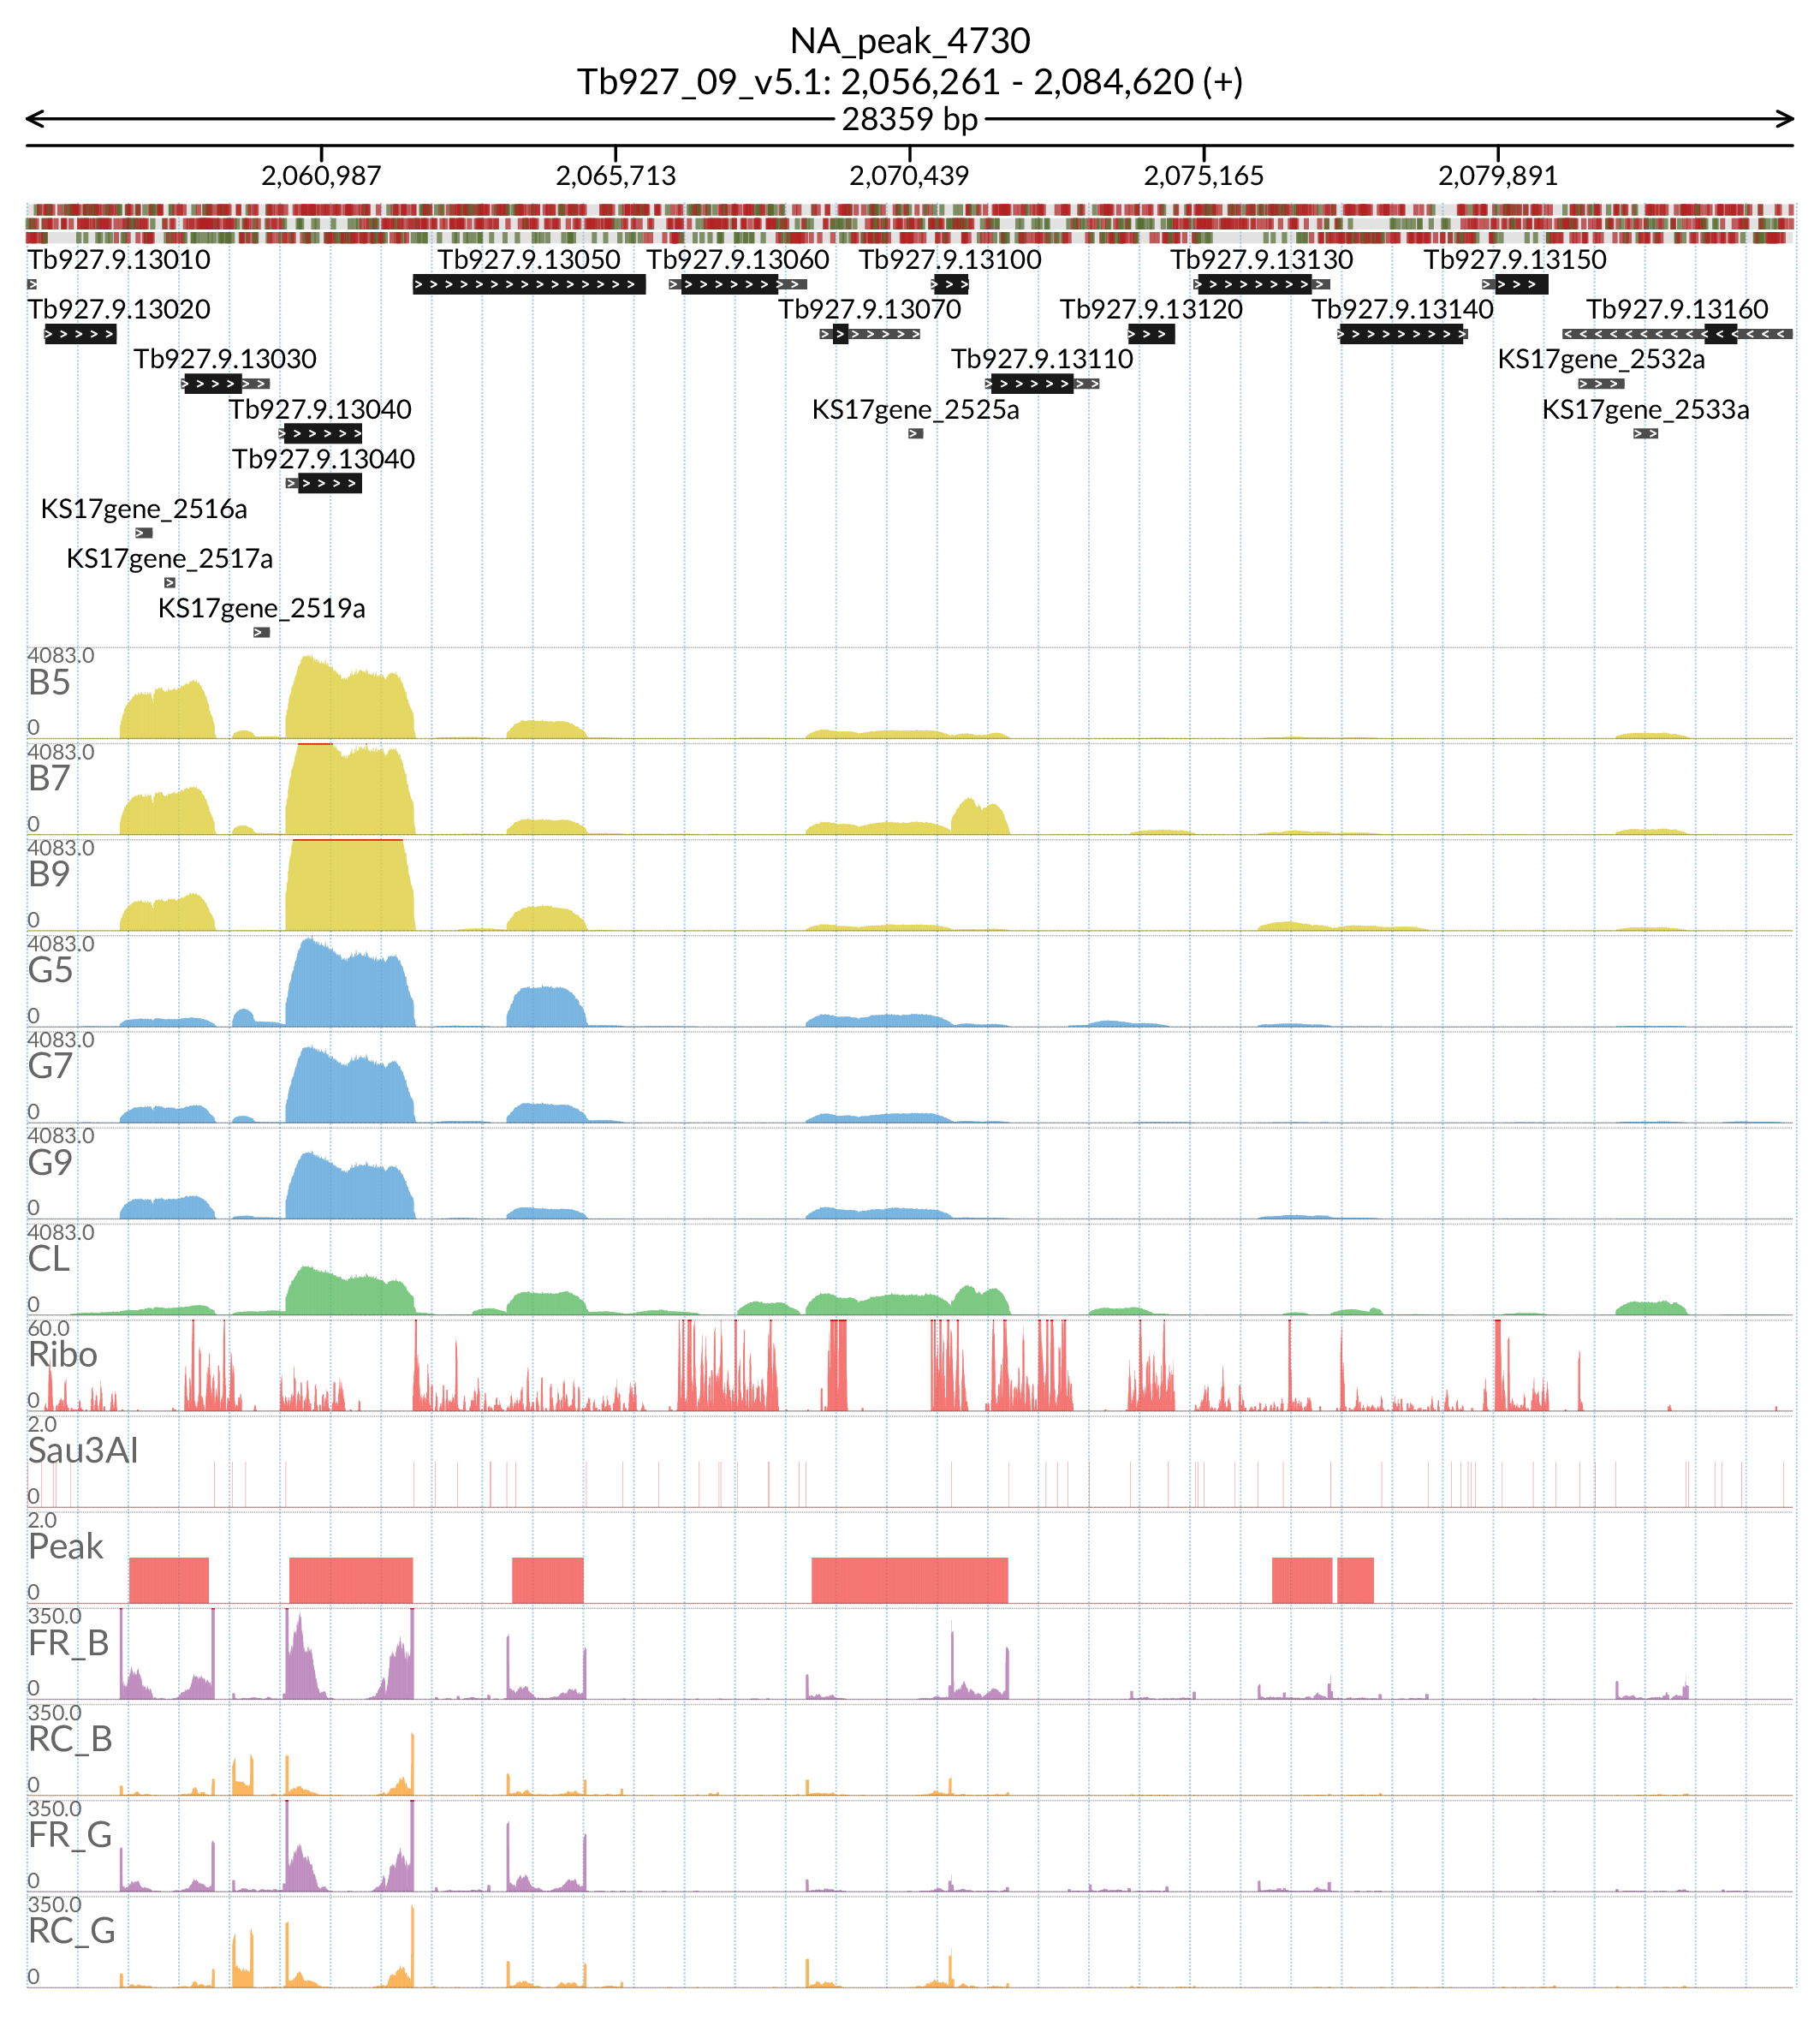 NA_peak_4730
Tb927_09_v5.1: 2,056,261 - 2,084,620 (+)
28359 bp
2,060,987 2,065,713 2,070,439 2,075,165 2,079,891
Tb927.9.13010 Tb927.9.13050 Tb927.9.13060 Tb927.9.13100 Tb927.9.13130 Tb927.9.13150
Tb927.9.13020 Tb927.9.13070 Tb927.9.13120 Tb927.9.13140 Tb927.9.13160
Tb927.9.13030 Tb927.9.13110 KS17gene_2532a
Tb927.9.13040 KS17gene_2525a KS17gene_2533a
Tb927.9.13040
KS17gene_2516a
KS17gene_2517a
KS17gene_2519a
4083.0
B5
0
4083.0
B7
0
4083.0
B9
0
4083.0
G5
0
4083.0
G7
0
4083.0
G9
0
4083.0
CL
0
60.0
Ribo
0
2.0
Sau3AI
0
2.0
Peak
0
350.0
FR_B
0
350.0
RC_B
0
350.0
FR_G
0
350.0
RC_G
0